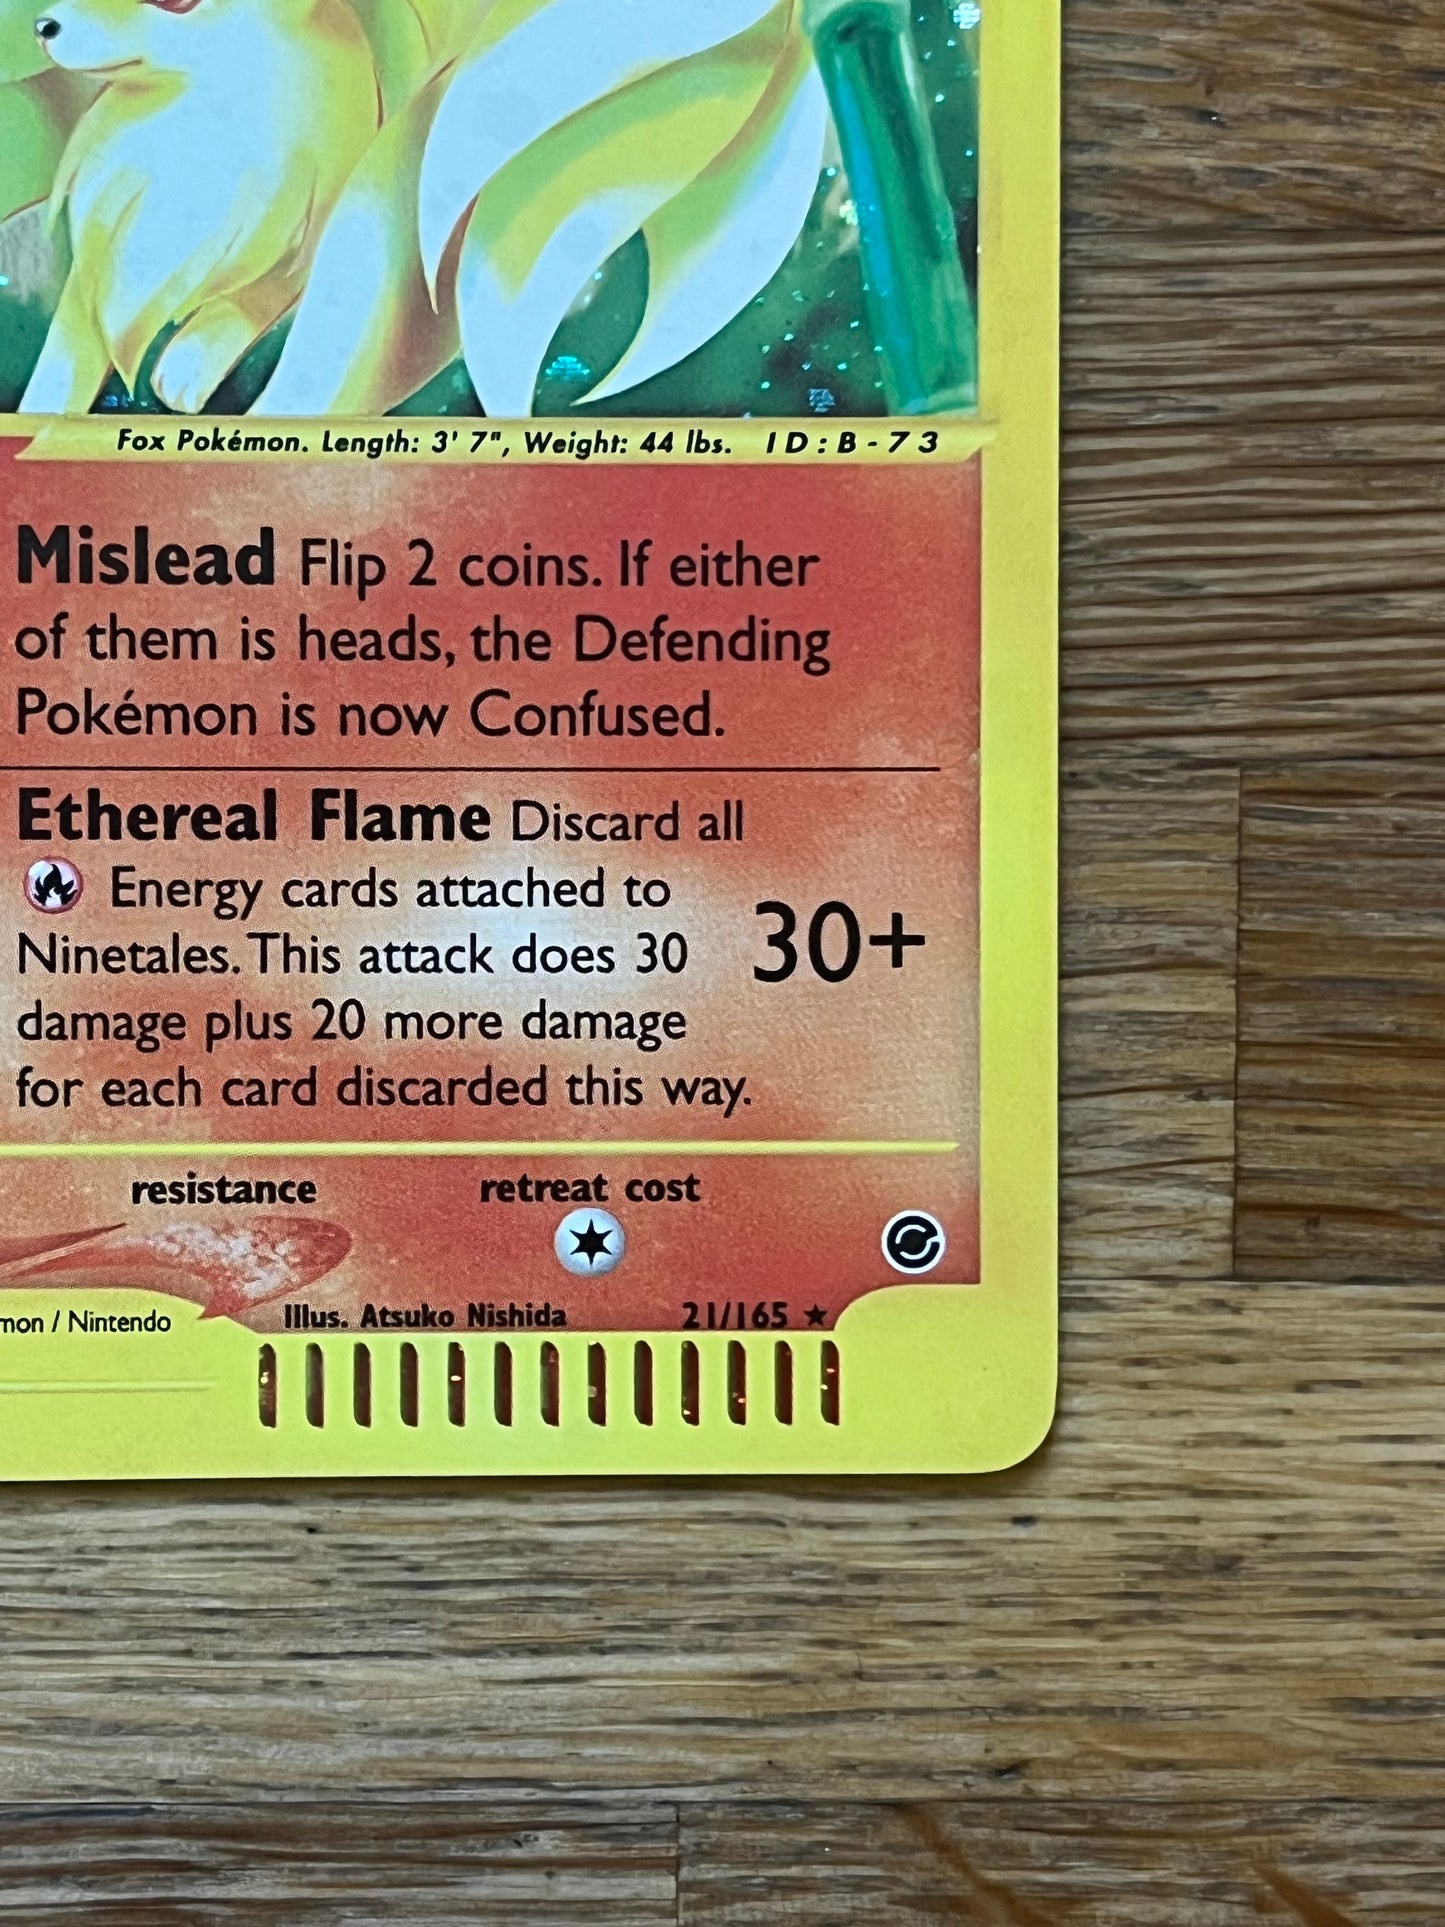 Fox Pokémon. Length: 3' 7", Weight: 44 lbs. ID:B-73
Mislead Flip 2 coins. If either
of them is heads, the Defending
Pokémon is now Confused.
Ethereal Flame Discard all
Energy cards attached to
Ninetales. This attack does 30
damage plus 20 more damage
for each card discarded this way.
30+
resistance retreat cost
mon / Nintendo Illus. Atsuko Nishida 21/165 ★